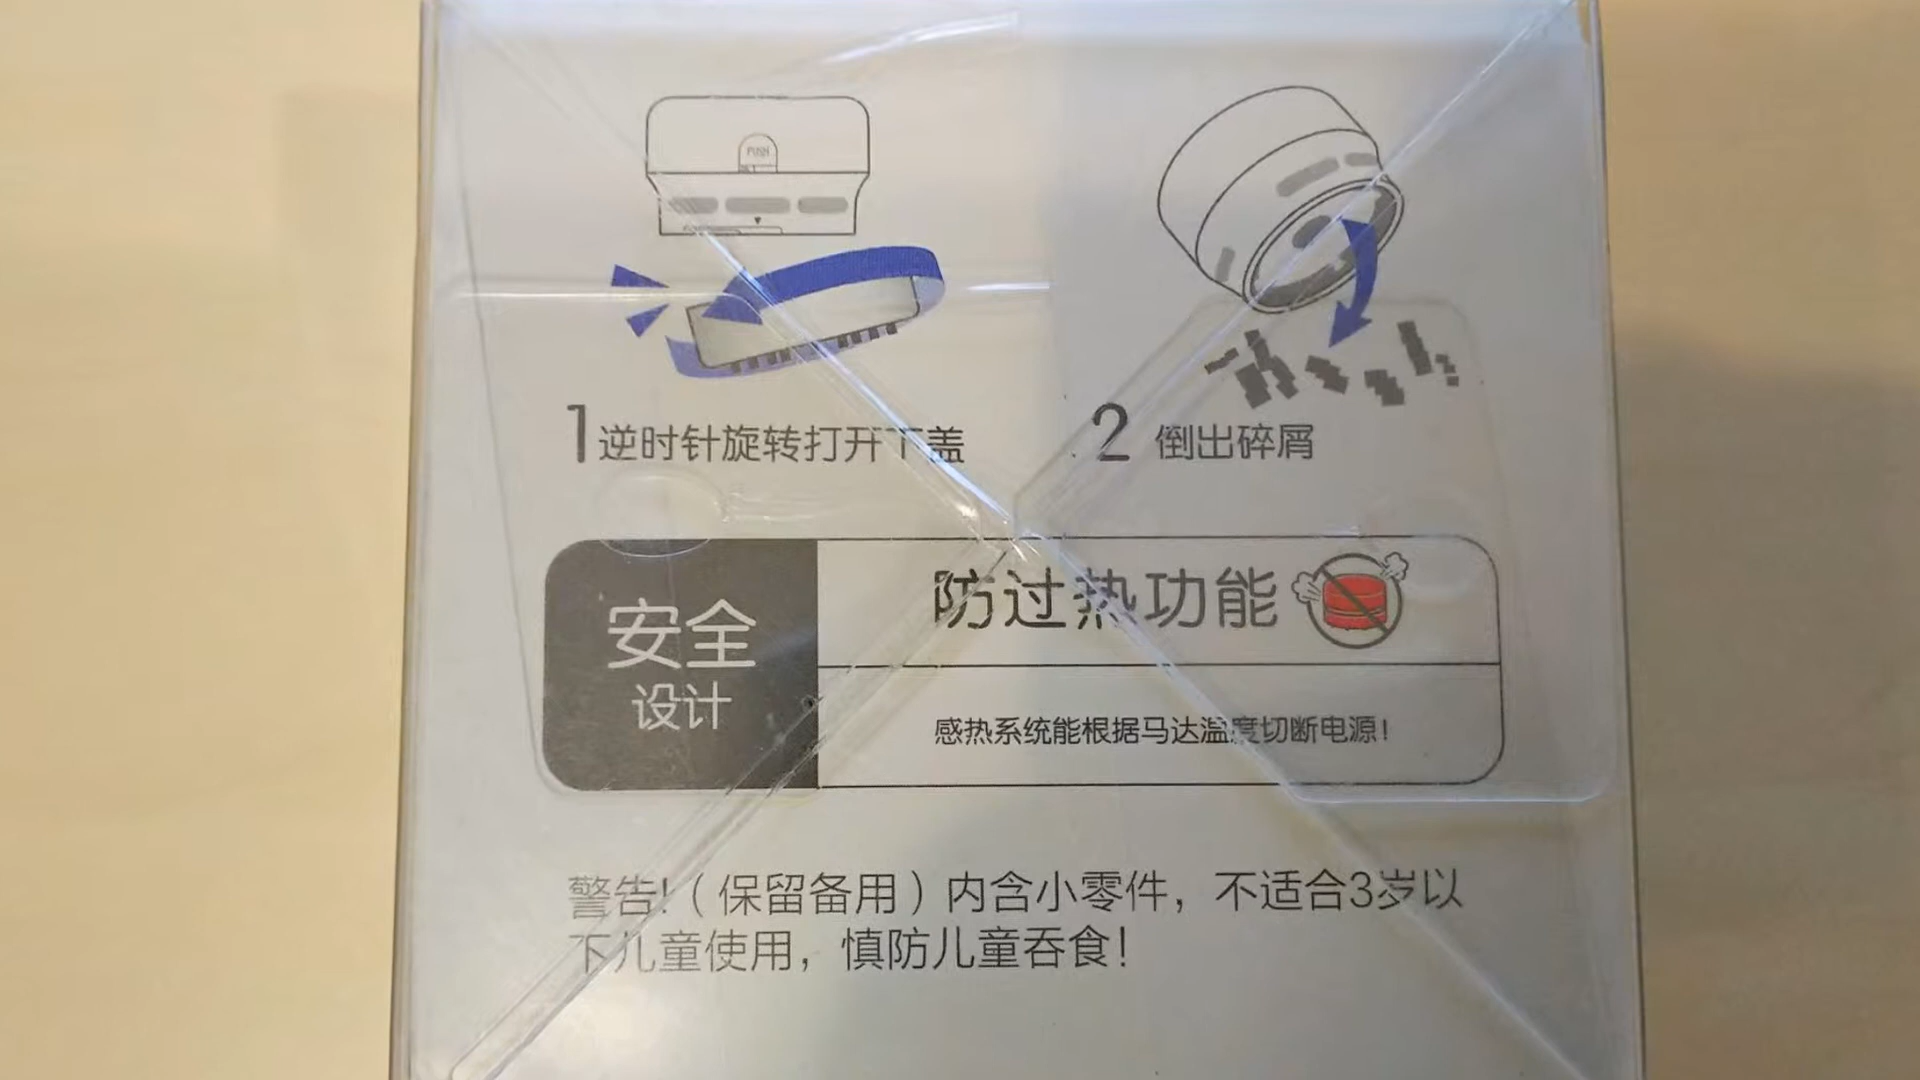 PUSH
1 逆时针旋转打开下盖
2 倒出碎屑
安全
设计
防过热功能
感热系统能根据马达温度切断电源！
警告！（保留备用）内含小零件，不适合3岁以
下儿童使用，慎防儿童吞食！